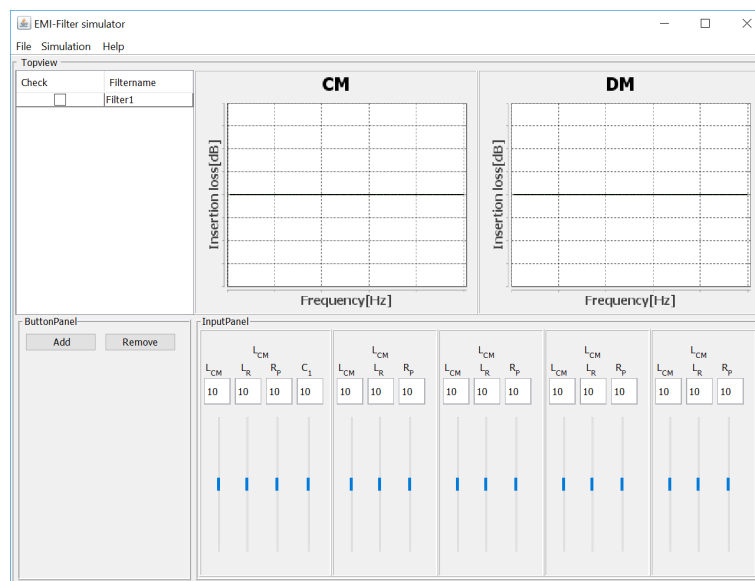 EMI-Filter simulator
File Simulation Help
Topview
Check Filtername
Filter1
CM
Insertion loss[dB]
Frequency[Hz]
DM
Insertion loss[dB]
Frequency[Hz]
ButtonPanel
Add Remove
InputPanel
LCM
LCM LR RP C1
10 10 10 10
LCM
LCM LR RP
10 10 10
LCM
LCM LR RP
10 10 10
LCM
LCM LR RP
10 10 10
LCM
LCM LR RP
10 10 10